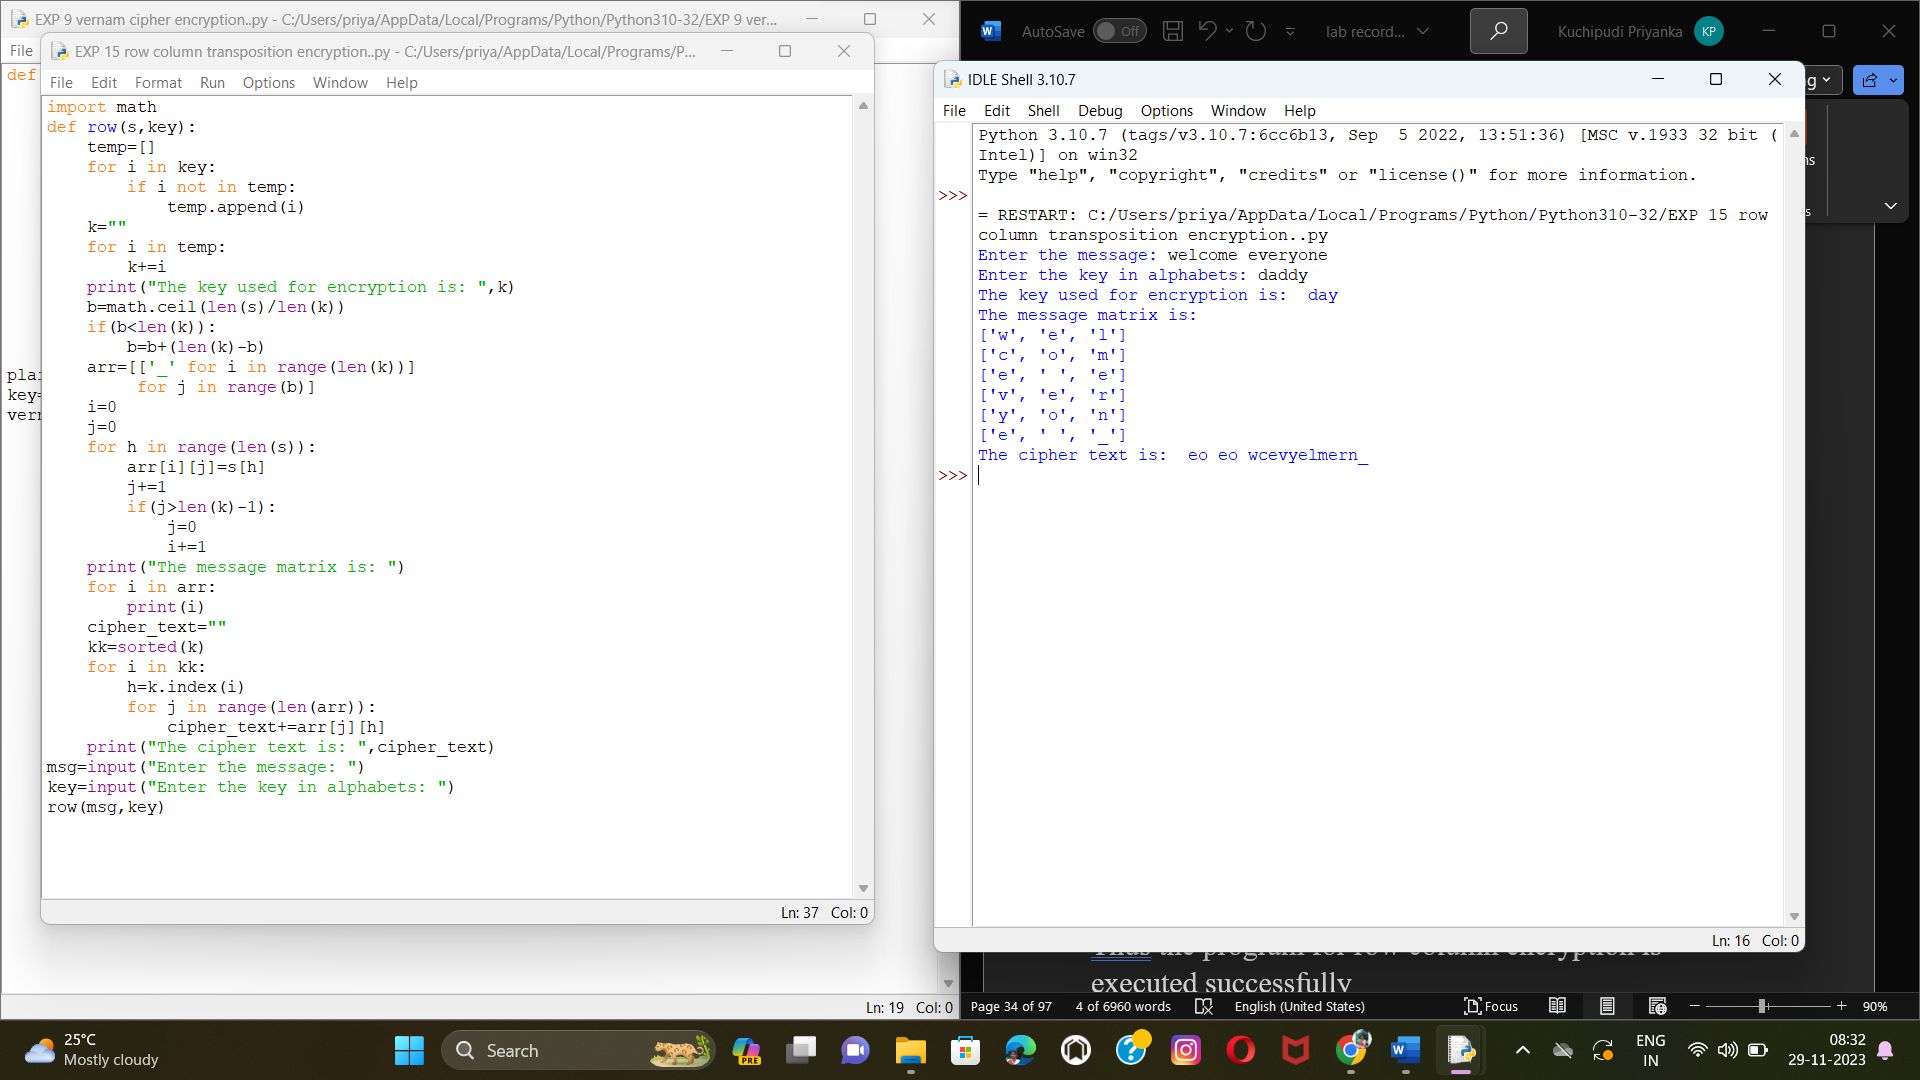 EXP 9 vernam cipher encryption..py - C:/Users/priya/AppData/Local/Programs/Python/Python310-32/EXP 9 ver...
File
def
key=
Ln: 19 Col: 0
EXP 15 row column transposition encryption..py - C:/Users/priya/AppData/Local/Programs/P...
File Edit Format Run Options Window Help
import math
def row(s,key):
    temp=[]
    for i in key:
        if i not in temp:
            temp.append(i)
    k=""
    for i in temp:
        k+=i
    print("The key used for encryption is: ",k)
    b=math.ceil(len(s)/len(k))
    if(b<len(k)):
        b=b+(len(k)-b)
    arr=[['_' for i in range(len(k))]
         for j in range(b)]
    i=0
    j=0
    for h in range(len(s)):
        arr[i][j]=s[h]
        j+=1
        if(j>len(k)-1):
            j=0
            i+=1
    print("The message matrix is: ")
    for i in arr:
        print(i)
    cipher_text=""
    kk=sorted(k)
    for i in kk:
        h=k.index(i)
        for j in range(len(arr)):
            cipher_text+=arr[j][h]
    print("The cipher text is: ",cipher_text)
msg=input("Enter the message: ")
key=input("Enter the key in alphabets: ")
row(msg,key)
Ln: 37 Col: 0
AutoSave Off lab record... Kuchipudi Priyanka KP
IDLE Shell 3.10.7
File Edit Shell Debug Options Window Help
Python 3.10.7 (tags/v3.10.7:6cc6b13, Sep  5 2022, 13:51:36) [MSC v.1933 32 bit (
Intel)] on win32
Type "help", "copyright", "credits" or "license()" for more information.
>>>
= RESTART: C:/Users/priya/AppData/Local/Programs/Python/Python310-32/EXP 15 row
column transposition encryption..py
Enter the message: welcome everyone
Enter the key in alphabets: daddy
The key used for encryption is:  day
The message matrix is:
['w', 'e', 'l']
['c', 'o', 'm']
['e', ' ', 'e']
['v', 'e', 'r']
['y', 'o', 'n']
['e', ' ', '_']
The cipher text is:  eo eo wcevyelmern_
>>>
Ln: 16 Col: 0
Thus the program for row column encryption is
executed successfully
Page 34 of 97 4 of 6960 words English (United States) Focus 90%
25°C
Mostly cloudy
Search
PRE
ENG
IN
08:32
29-11-2023